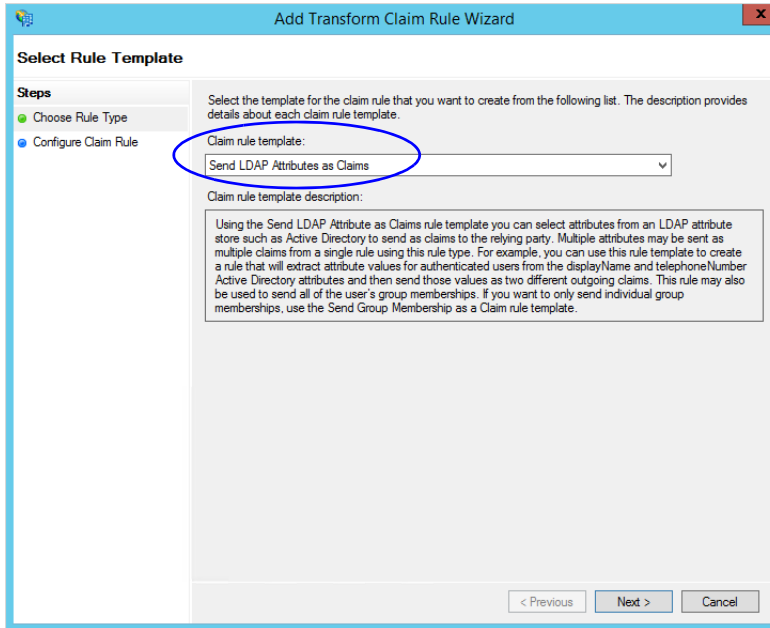 Add Transform Claim Rule Wizard
x
Select Rule Template
Steps
Choose Rule Type
Configure Claim Rule
Select the template for the claim rule that you want to create from the following list. The description provides
details about each claim rule template.
Claim rule template:
Send LDAP Attributes as Claims
Claim rule template description:
Using the Send LDAP Attribute as Claims rule template you can select attributes from an LDAP attribute
store such as Active Directory to send as claims to the relying party. Multiple attributes may be sent as
multiple claims from a single rule using this rule type. For example, you can use this rule template to create
a rule that will extract attribute values for authenticated users from the displayName and telephoneNumber
Active Directory attributes and then send those values as two different outgoing claims. This rule may also
be used to send all of the user's group memberships. If you want to only send individual group
memberships, use the Send Group Membership as a Claim rule template.
< Previous
Next >
Cancel